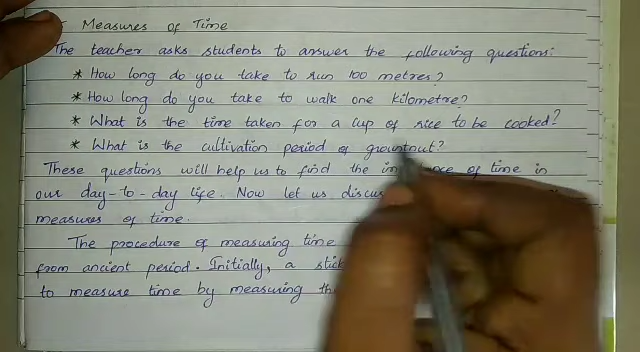 Measures of Time
The teacher asks students to answer the following questions:
* How long do you take to run 100 metres?
* How long do you take to walk one kilometre?
* What is the time taken for a cup of rice to be cooked?
* What is the cultivation period of groundnut?
These questions will help us to find the of time in
our day-to-day life. Now let us
measures of time.
The procedure of measuring time
from ancient period. Initially, a
to measure time by measuring